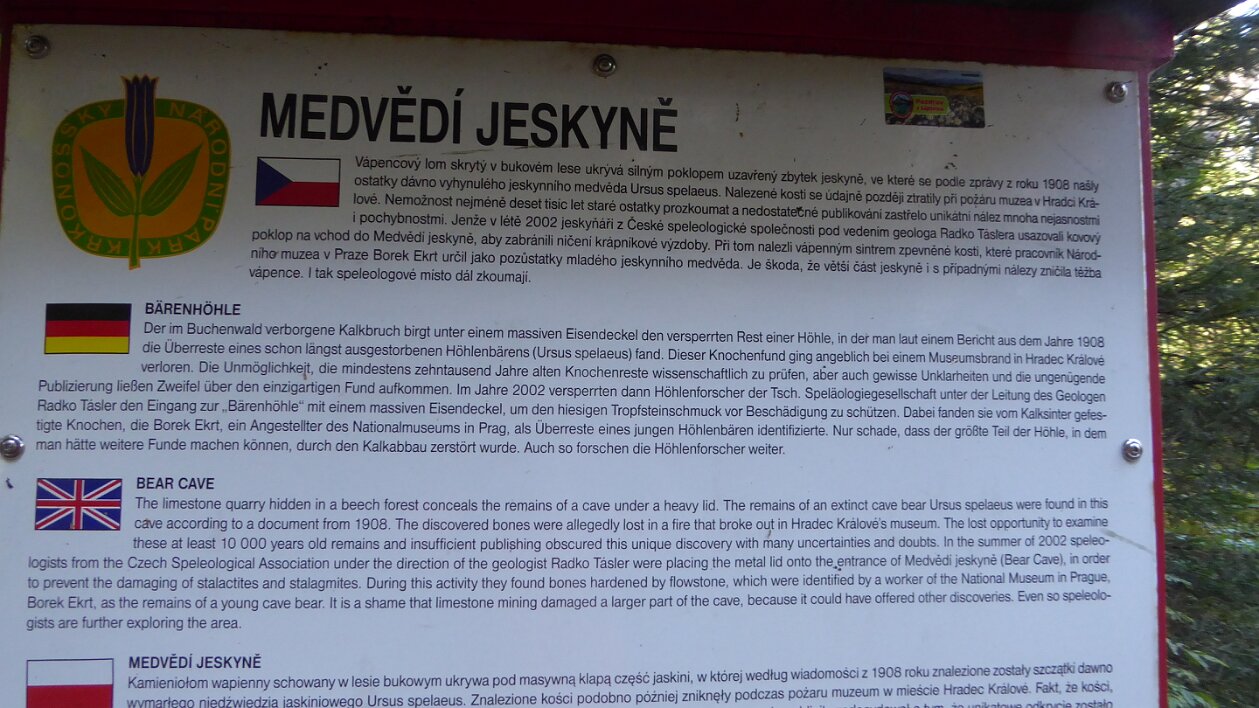 KRKONOŠSKÝ NÁRODNÍ PARK
MEDVĚDÍ JESKYNĚ
Vápencový lom skrytý v bukovém lese ukrývá silným poklopem uzavřený zbytek jeskyně, ve které se podle zprávy z roku 1908 našly
ostatky dávno vyhynulého jeskynního medvěda Ursus spelaeus. Nalezené kosti se údajně později ztratily při požáru muzea v Hradci Krá-
lové. Nemožnost nejméně deset tisíc let staré ostatky prozkoumat a nedostatečné publikování zastřelo unikátní nález mnoha nejasnostmi
i pochybnostmi. Jenže v létě 2002 jeskyňáři z České speleologické společnosti pod vedením geologa Radko Táslera usazovali kovový
poklop na vchod do Medvědí jeskyně, aby zabránili ničení krápníkové výzdoby. Při tom nalezli vápenným sintrem zpevněné kosti, které pracovník Národ-
ního muzea v Praze Borek Ekrt určil jako pozůstatky mladého jeskynního medvěda. Je škoda, že větší část jeskyně i s případnými nálezy zničila těžba
vápence. I tak speleologové místo dál zkoumají.
BÄRENHÖHLE
Der im Buchenwald verborgene Kalkbruch birgt unter einem massiven Eisendeckel den versperrten Rest einer Höhle, in der man laut einem Bericht aus dem Jahre 1908
die Überreste eines schon längst ausgestorbenen Höhlenbärens (Ursus spelaeus) fand. Dieser Knochenfund ging angeblich bei einem Museumsbrand in Hradec Králové
verloren. Die Unmöglichkeit, die mindestens zehntausend Jahre alten Knochenreste wissenschaftlich zu prüfen, aber auch gewisse Unklarheiten und die ungenügende
Publizierung ließen Zweifel über den einzigartigen Fund aufkommen. Im Jahre 2002 versperrten dann Höhlenforscher der Tsch. Speläologiegesellschaft unter der Leitung des Geologen
Radko Tásler den Eingang zur „Bärenhöhle“ mit einem massiven Eisendeckel, um den hiesigen Tropfsteinschmuck vor Beschädigung zu schützen. Dabei fanden sie vom Kalksinter gefes-
tigte Knochen, die Borek Ekrt, ein Angestellter des Nationalmuseums in Prag, als Überreste eines jungen Höhlenbären identifizierte. Nur schade, dass der größte Teil der Höhle, in dem
man hätte weitere Funde machen können, durch den Kalkabbau zerstört wurde. Auch so forschen die Höhlenforscher weiter.
BEAR CAVE
The limestone quarry hidden in a beech forest conceals the remains of a cave under a heavy lid. The remains of an extinct cave bear Ursus spelaeus were found in this
cave according to a document from 1908. The discovered bones were allegedly lost in a fire that broke out in Hradec Králové's museum. The lost opportunity to examine
these at least 10 000 years old remains and insufficient publishing obscured this unique discovery with many uncertainties and doubts. In the summer of 2002 speleo-
logists from the Czech Speleological Association under the direction of the geologist Radko Tásler were placing the metal lid onto the entrance of Medvědí jeskyně (Bear Cave), in order
to prevent the damaging of stalactites and stalagmites. During this activity they found bones hardened by flowstone, which were identified by a worker of the National Museum in Prague,
Borek Ekrt, as the remains of a young cave bear. It is a shame that limestone mining damaged a larger part of the cave, because it could have offered other discoveries. Even so speleolo-
gists are further exploring the area.
MEDVĚDÍ JESKYNĚ
Kamieniołom wapienny schowany w lesie bukowym ukrywa pod masywną klapą część jaskini, w której według wiadomości z 1908 roku znalezione zostały szczątki dawno
wymarłego niedźwiedzia jaskiniowego Ursus spelaeus. Znalezione kości podobno później zniknęły podczas pożaru muzeum w mieście Hradec Králové. Fakt, że kości,